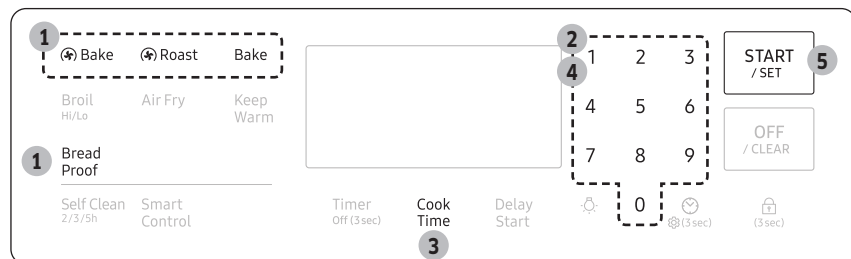 1
Bake
Roast
Bake
2
1
2
3
START
/ SET
5
4
Broil
Hi/Lo
Air Fry
Keep
Warm
4
5
6
OFF
/ CLEAR
1
Bread
Proof
7
8
9
Self Clean
2/3/5h
Smart
Control
Timer
Off (3 sec)
Cook
Time
Delay
Start
0
(3 sec)
(3 sec)
3